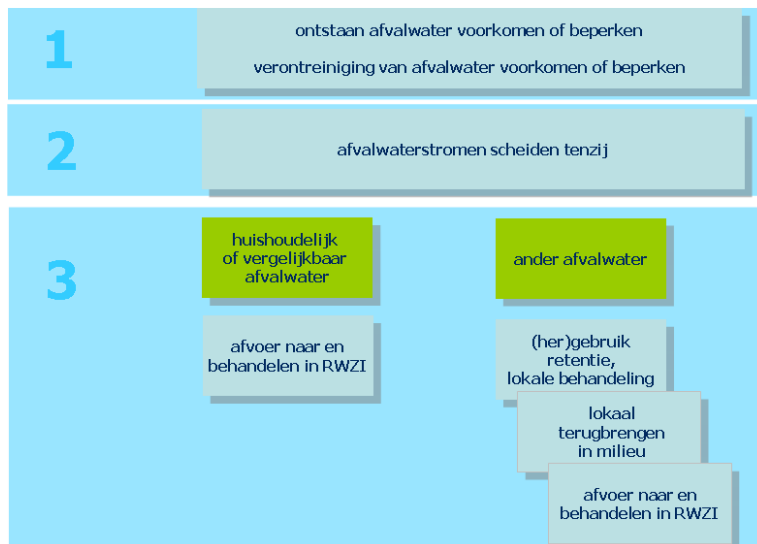 1
ontstaan afvalwater voorkomen of beperken
verontreiniging van afvalwater voorkomen of beperken
2
afvalwaterstromen scheiden tenzij
3
huishoudelijk
of vergelijkbaar
afvalwater
afvoer naar en
behandelen in RWZI
ander afvalwater
(her)gebruik
retentie,
lokale behandeling
lokaal
terugbrengen
in milieu
afvoer naar en
behandelen in RWZI